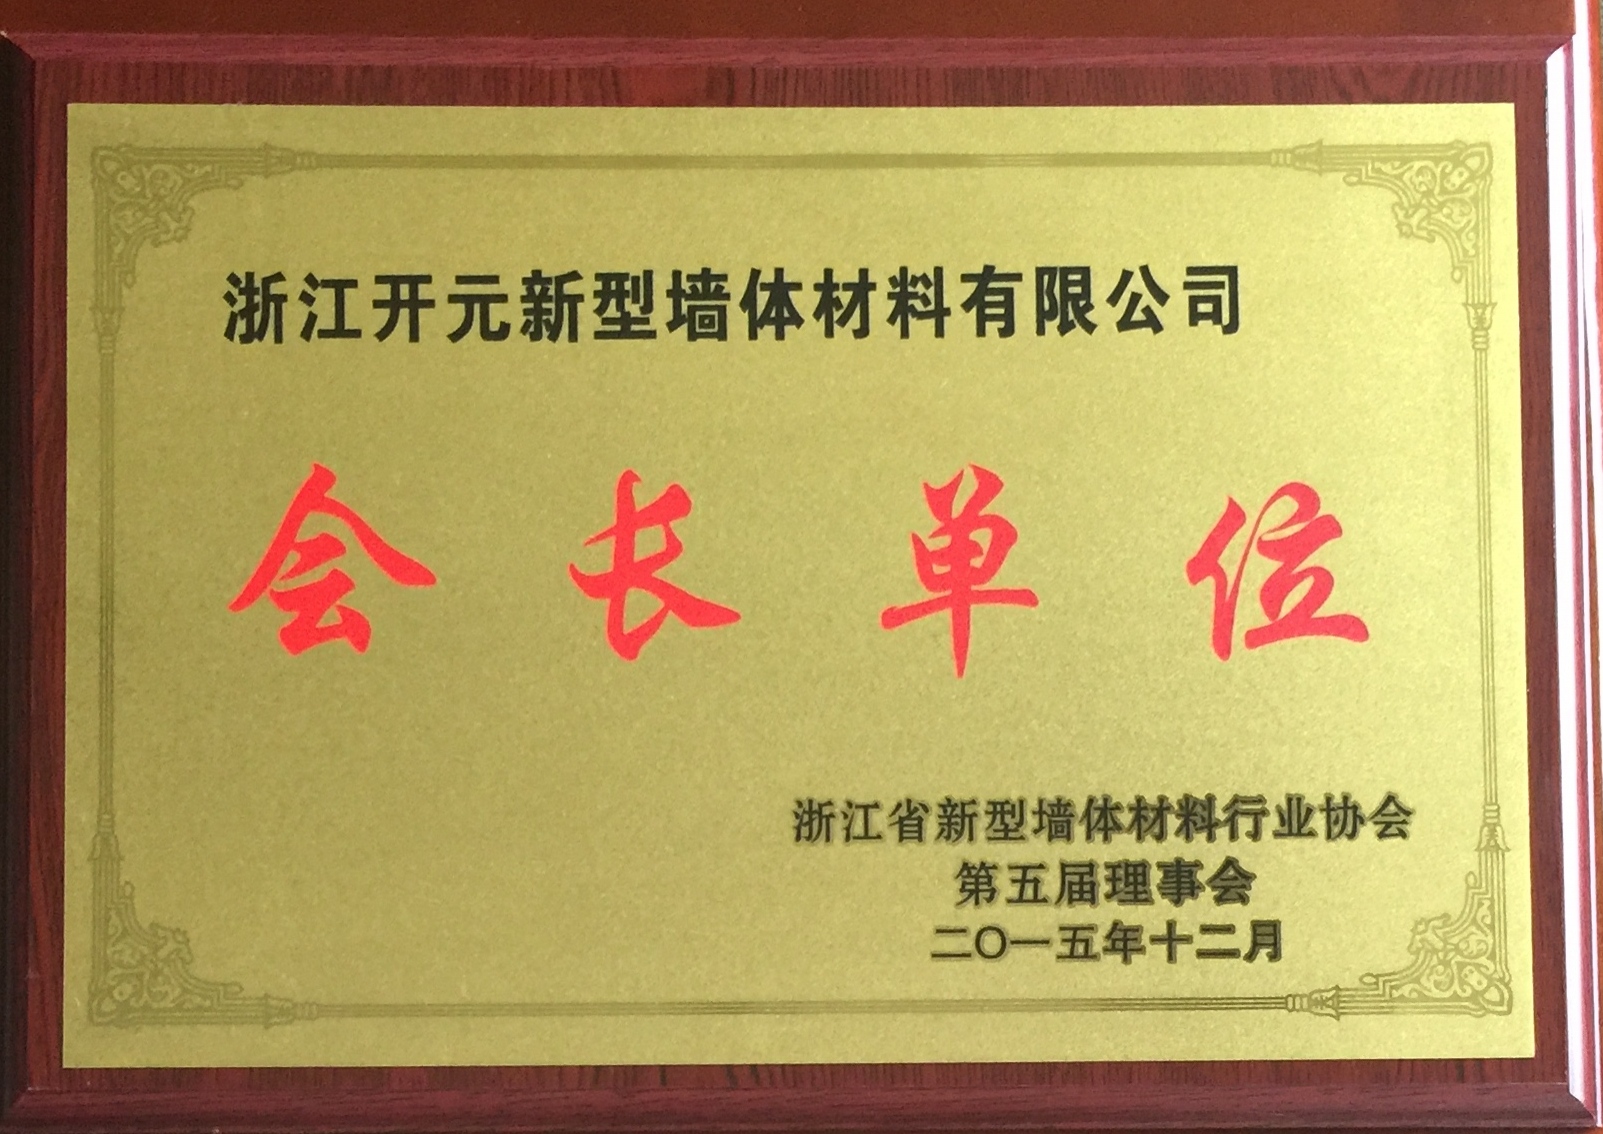 浙江开元新型墙体材料有限公司
会长单位
浙江省新型墙体材料行业协会
第五届理事会
二〇一五年十二月